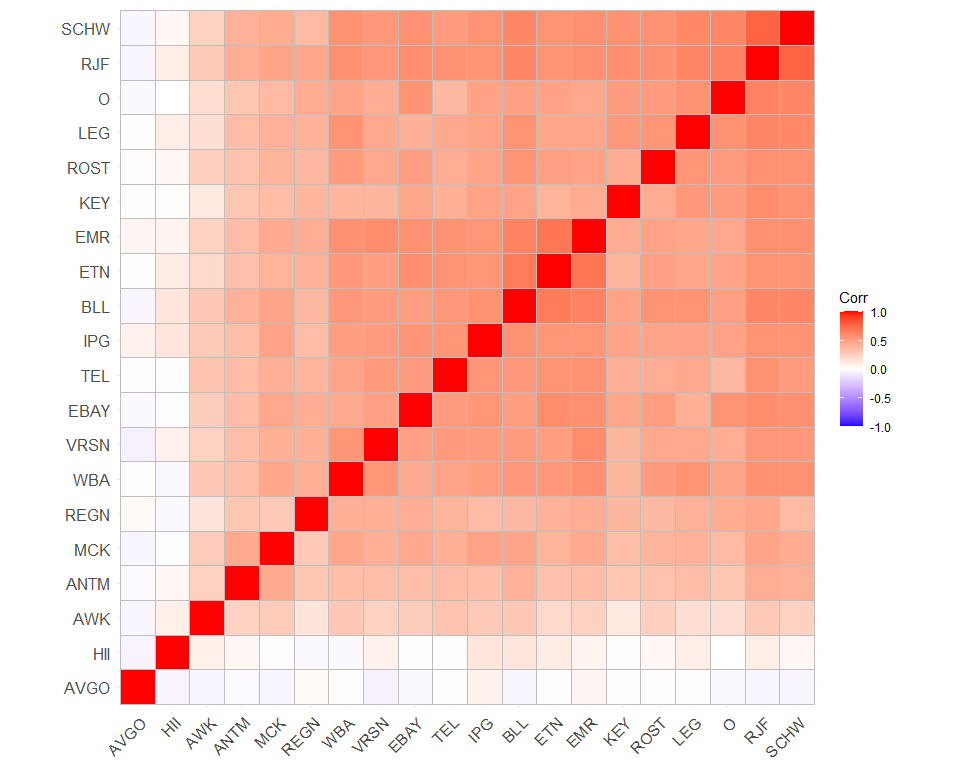 SCHW
RJF
O
LEG
ROST
KEY
EMR
ETN
BLL
IPG
TEL
EBAY
VRSN
WBA
REGN
MCK
ANTM
AWK
HII
AVGO
AVGO HII AWK ANTM MCK REGN WBA VRSN EBAY TEL IPG BLL ETN EMR KEY ROST LEG O RJF SCHW
Corr
1.0
0.5
0.0
-0.5
-1.0